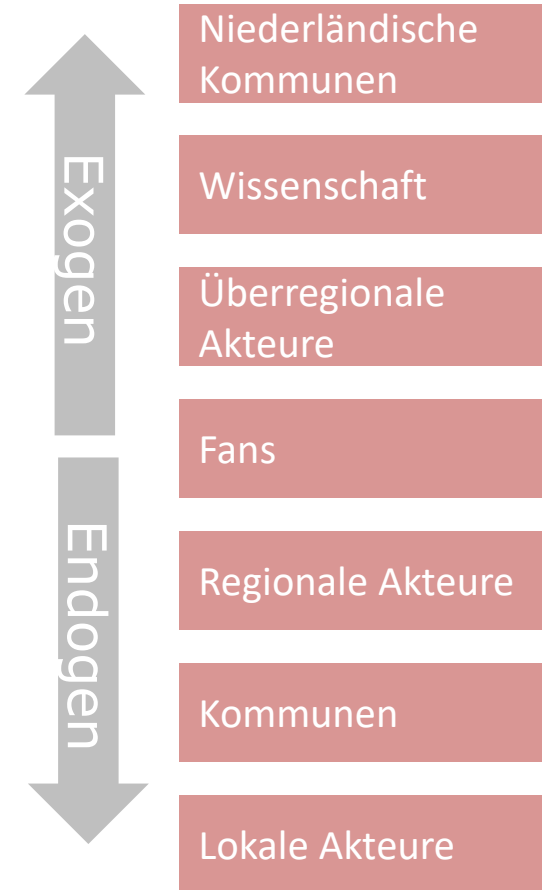 Niederländische
Kommunen
Exogen
Wissenschaft
Überregionale
Akteure
Fans
Endogen
Regionale Akteure
Kommunen
Lokale Akteure